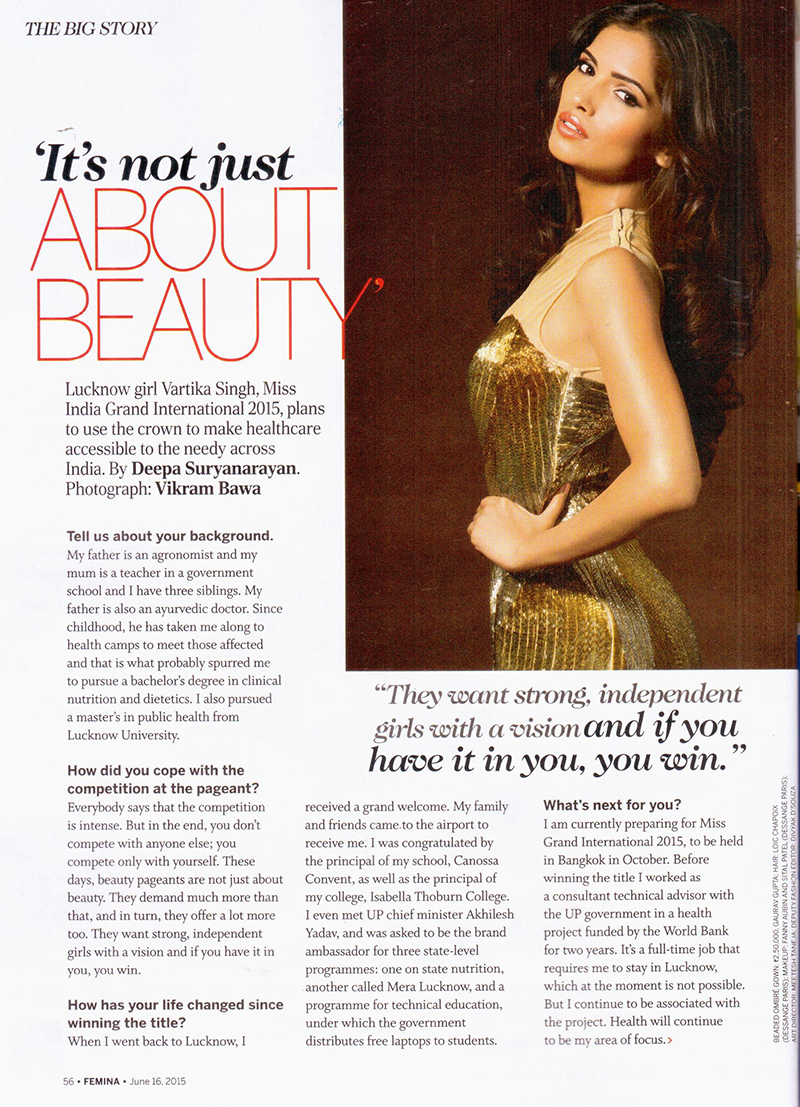 THE BIG STORY
‘It’s not just
ABOUT
BEAUTY’
Lucknow girl Vartika Singh, Miss
India Grand International 2015, plans
to use the crown to make healthcare
accessible to the needy across
India. By Deepa Suryanarayan.
Photograph: Vikram Bawa
Tell us about your background.
My father is an agronomist and my
mum is a teacher in a government
school and I have three siblings. My
father is also an ayurvedic doctor. Since
childhood, he has taken me along to
health camps to meet those affected
and that is what probably spurred me
to pursue a bachelor’s degree in clinical
nutrition and dietetics. I also pursued
a master’s in public health from
Lucknow University.
“They want strong, independent
girls with a vision and if you
have it in you, you win.”
How did you cope with the
competition at the pageant?
Everybody says that the competition
is intense. But in the end, you don’t
compete with anyone else; you
compete only with yourself. These
days, beauty pageants are not just about
beauty. They demand much more than
that, and in turn, they offer a lot more
too. They want strong, independent
girls with a vision and if you have it in
you, you win.
How has your life changed since
winning the title?
When I went back to Lucknow, I
received a grand welcome. My family
and friends came to the airport to
receive me. I was congratulated by
the principal of my school, Canossa
Convent, as well as the principal of
my college, Isabella Thoburn College.
I even met UP chief minister Akhilesh
Yadav, and was asked to be the brand
ambassador for three state-level
programmes: one on state nutrition,
another called Mera Lucknow, and a
programme for technical education,
under which the government
distributes free laptops to students.
What’s next for you?
I am currently preparing for Miss
Grand International 2015, to be held
in Bangkok in October. Before
winning the title I worked as
a consultant technical advisor with
the UP government in a health
project funded by the World Bank
for two years. It’s a full-time job that
requires me to stay in Lucknow,
which at the moment is not possible.
But I continue to be associated with
the project. Health will continue
to be my area of focus. >
BEADED OMBRÉ GOWN: ₹2,50,000, GAURAV GUPTA; HAIR: LOIC CHAPOIX
(DESSANGE PARIS); MAKEUP: FANNY AUBIN AND SITAL PATEL (DESSANGE PARIS);
ART DIRECTOR: MEETESH TANEJA; DEPUTY FASHION EDITOR: DIVYAK D’SOUZA
56 • FEMINA • June 16, 2015